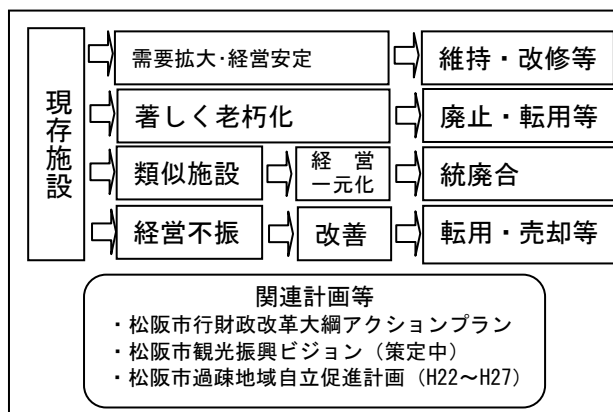 現存施設
需要拡大・経営安定
維持・改修等
著しく老朽化
廃止・転用等
類似施設
経　営
一元化
統廃合
経営不振
改善
転用・売却等
関連計画等
・松阪市行財政改革大綱アクションプラン
・松阪市観光振興ビジョン（策定中）
・松阪市過疎地域自立促進計画（H22～H27）